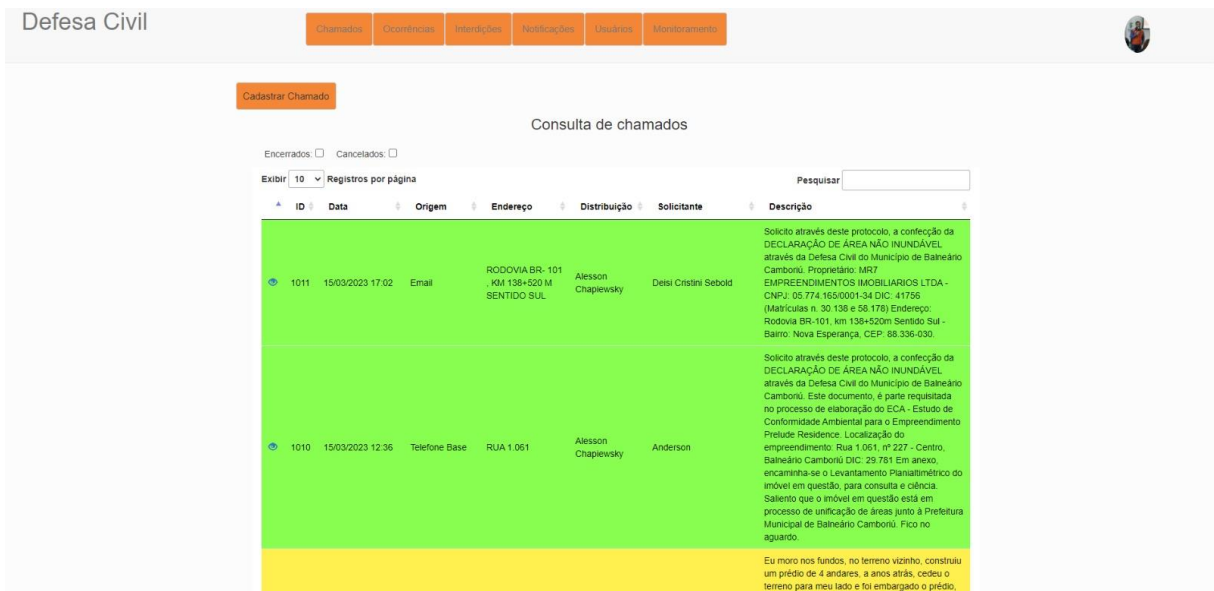 Defesa Civil
Chamados Ocorrências Interdições Notificações Usuários Monitoramento
Cadastrar Chamado
Consulta de chamados
Encerrados: Cancelados:
Exibir 10 Registros por página
Pesquisar
ID Data Origem Endereço Distribuição Solicitante Descrição
1011 15/03/2023 17:02 Email
RODOVIA BR- 101
, KM 138+520 M
SENTIDO SUL
Alesson
Chapiewsky
Deisi Cristini Sebold
Solicito através deste protocolo, a confecção da
DECLARAÇÃO DE ÁREA NÃO INUNDÁVEL
através da Defesa Civil do Município de Balneário
Camboriú. Proprietário: MR7
EMPREENDIMENTOS IMOBILIARIOS LTDA -
CNPJ: 05.774.165/0001-34 DIC: 41756
(Matrículas n. 30.138 e 58.178) Endereço:
Rodovia BR-101, km 138+520m Sentido Sul -
Bairro: Nova Esperança, CEP: 88.336-030.
1010 15/03/2023 12:36 Telefone Base RUA 1.061
Alesson
Chapiewsky
Anderson
Solicito através deste protocolo, a confecção da
DECLARAÇÃO DE ÁREA NÃO INUNDÁVEL
através da Defesa Civil do Município de Balneário
Camboriú. Este documento, é parte requisitada
no processo de elaboração do ECA - Estudo de
Conformidade Ambiental para o Empreendimento
Prelude Residence. Localização do
empreendimento: Rua 1.061, nº 227 - Centro,
Balneário Camboriú DIC: 29.781 Em anexo,
encaminha-se o Levantamento Planialtimétrico do
imóvel em questão, para consulta e ciência.
Saliento que o imóvel em questão está em
processo de unificação de áreas junto à Prefeitura
Municipal de Balneário Camboriú. Fico no
aguardo.
Eu moro nos fundos, no terreno vizinho, construiu
um prédio de 4 andares, a anos atrás, cedeu o
terreno para meu lado e foi embargado o prédio,